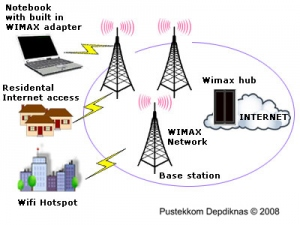 Notebook
with built in
WIMAX adapter
Residental
Internet access
Wimax hub
INTERNET
WIMAX
Network
Base station
Wifi Hotspot
Pustekkom Depdiknas © 2008